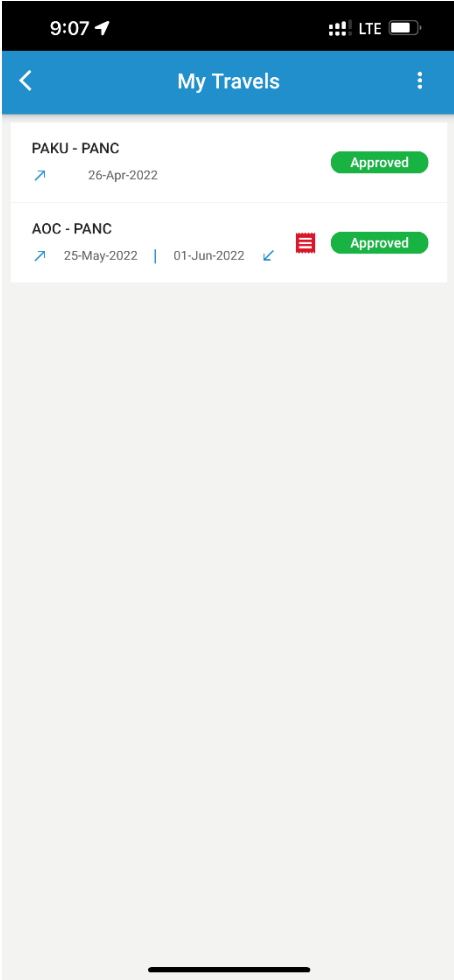 9:07 LTE
My Travels
PAKU - PANC
26-Apr-2022
Approved
AOC - PANC
25-May-2022 | 01-Jun-2022
Approved